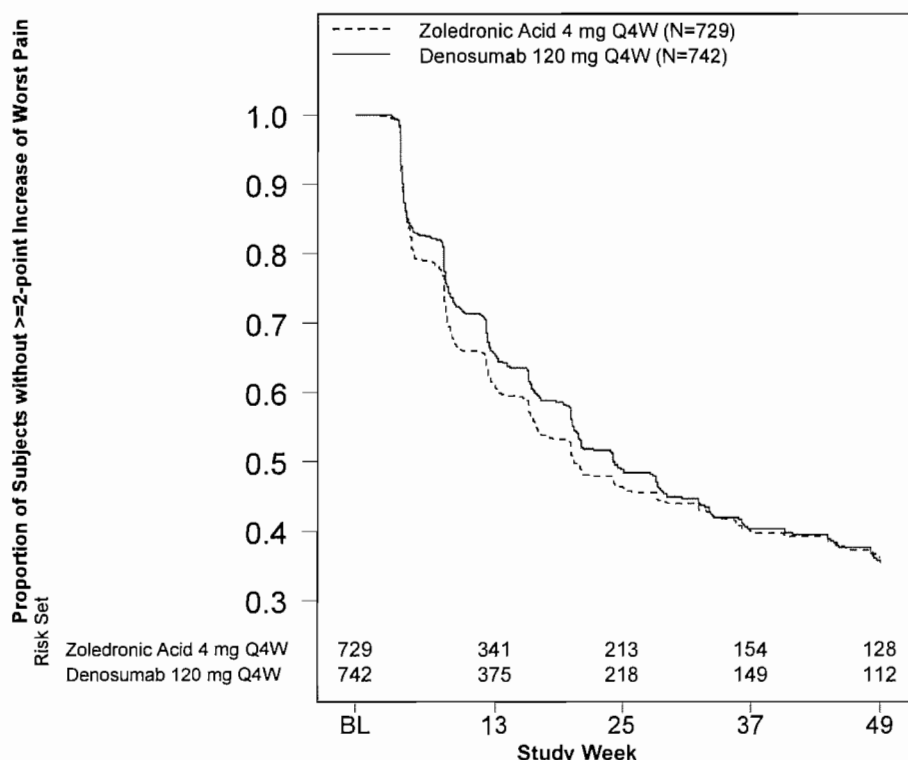 Zoledronic Acid 4 mg Q4W (N=729)
Denosumab 120 mg Q4W (N=742)
Proportion of Subjects without >=2-point Increase of Worst Pain
1.0
0.9
0.8
0.7
0.6
0.5
0.4
0.3
Risk Set
Zoledronic Acid 4 mg Q4W 729 341 213 154 128
Denosumab 120 mg Q4W 742 375 218 149 112
BL 13 25 37 49
Study Week